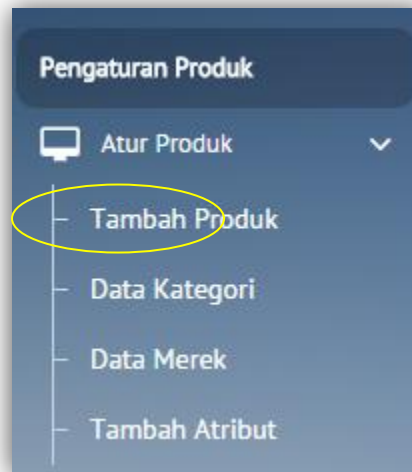 Pengaturan Produk
Atur Produk
Tambah Produk
Data Kategori
Data Merek
Tambah Atribut